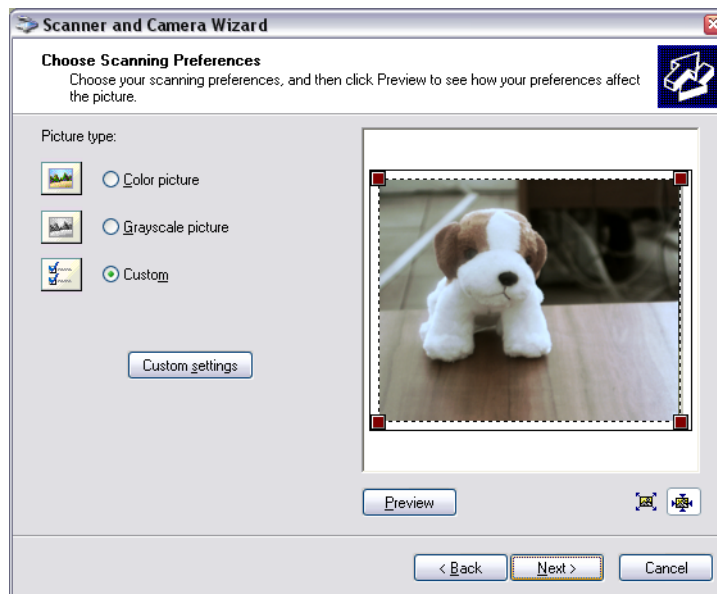 Scanner and Camera Wizard
Choose Scanning Preferences
Choose your scanning preferences, and then click Preview to see how your preferences affect
the picture.
Picture type:
Color picture
Grayscale picture
Custom
Custom settings
Preview
< Back
Next >
Cancel